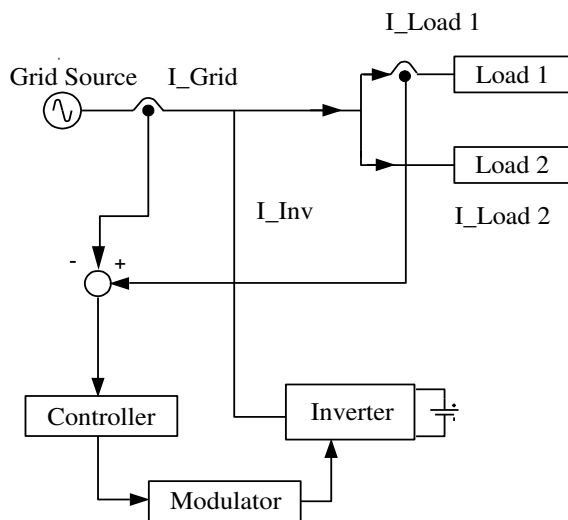 I_Load 1
Grid Source
I_Grid
Load 1
Load 2
I_Inv
I_Load 2
-
+
Controller
Inverter
+
-
Modulator